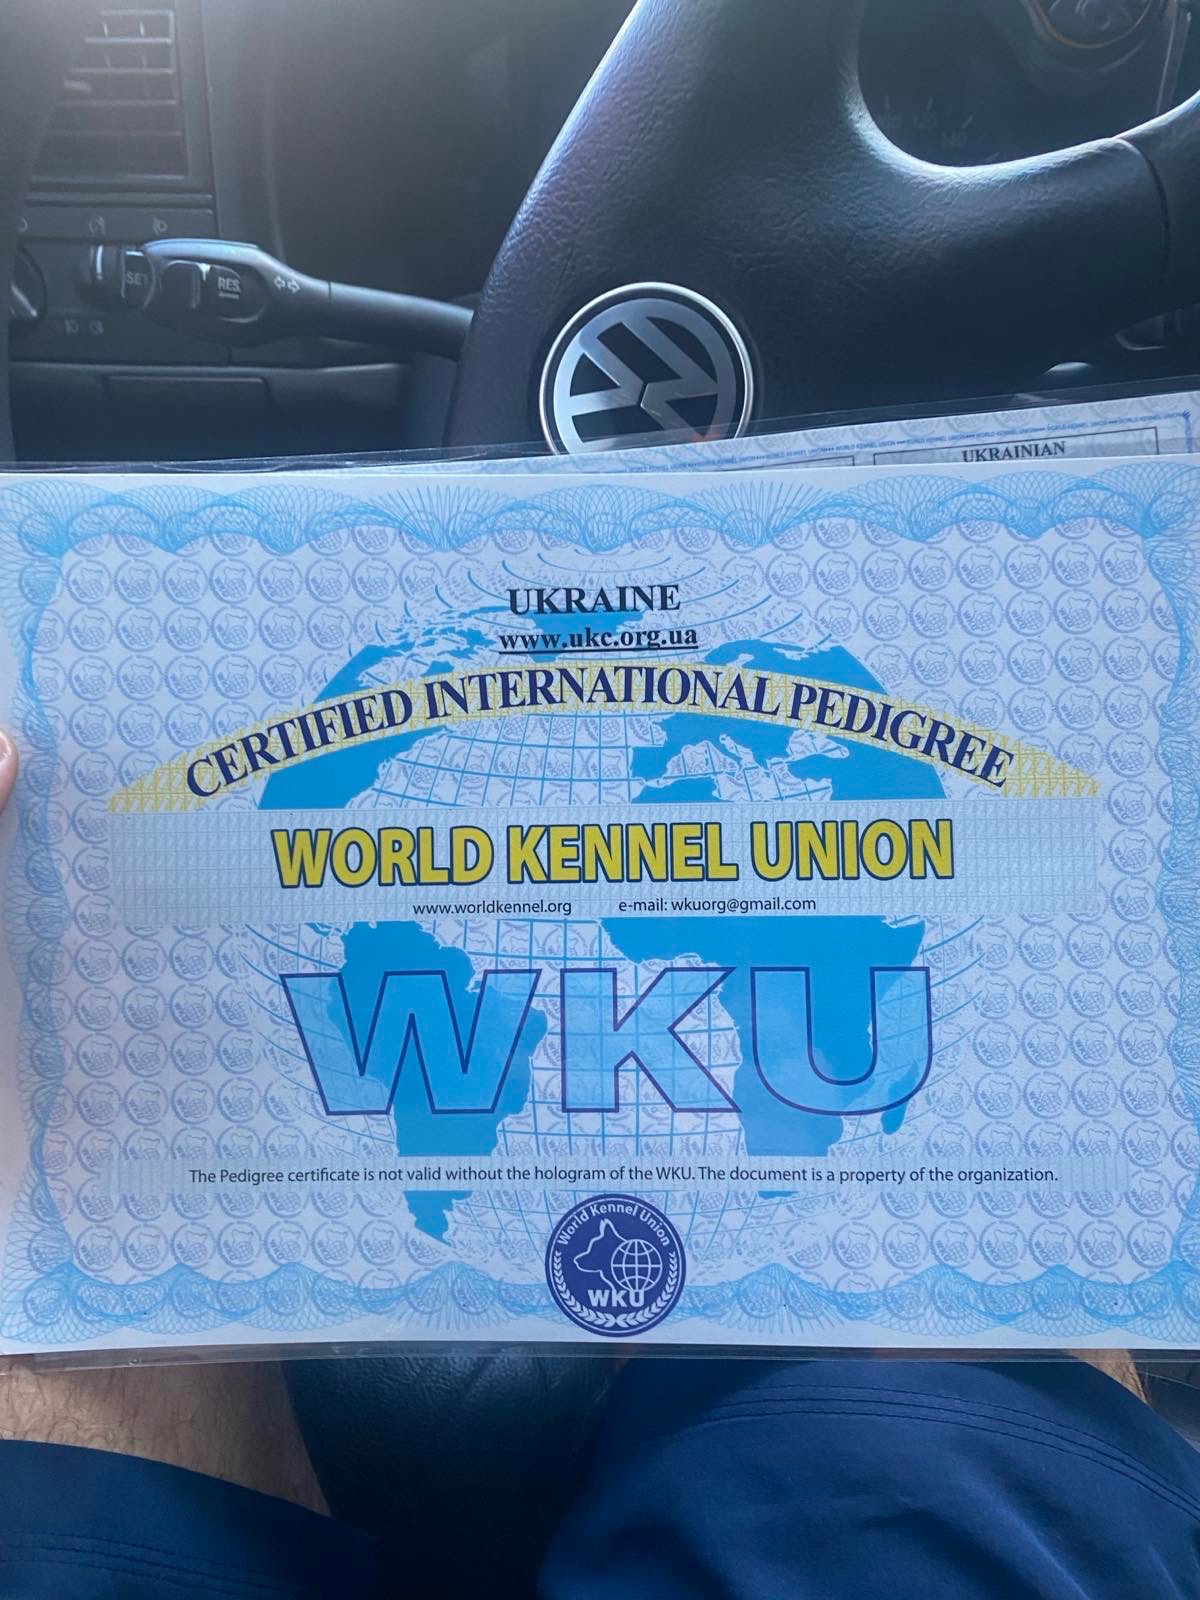 SET
RES
UKRAINIAN
UKRAINE
www.ukc.org.ua
CERTIFIED INTERNATIONAL PEDIGREE
WORLD KENNEL UNION
www.worldkennel.org e-mail: wkuorg@gmail.com
WKU
The Pedigree certificate is not valid without the hologram of the WKU. The document is a property of the organization.
World Kennel Union
WKU